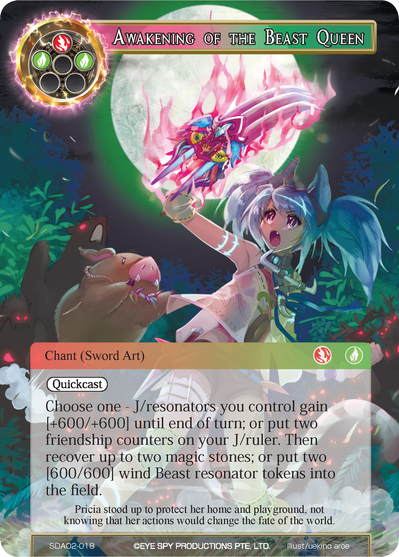 Awakening of the Beast Queen
Chant (Sword Art)
Quickcast
Choose one - J/resonators you control gain
[+600/+600] until end of turn; or put two
friendship counters on your J/ruler. Then
recover up to two magic stones; or put two
[600/600] wind Beast resonator tokens into
the field.
Pricia stood up to protect her home and playground, not
knowing that her actions would change the fate of the world.
SDAO2-018 ©EYE SPY PRODUCTIONS PTE. LTD. illust/uekino aroe